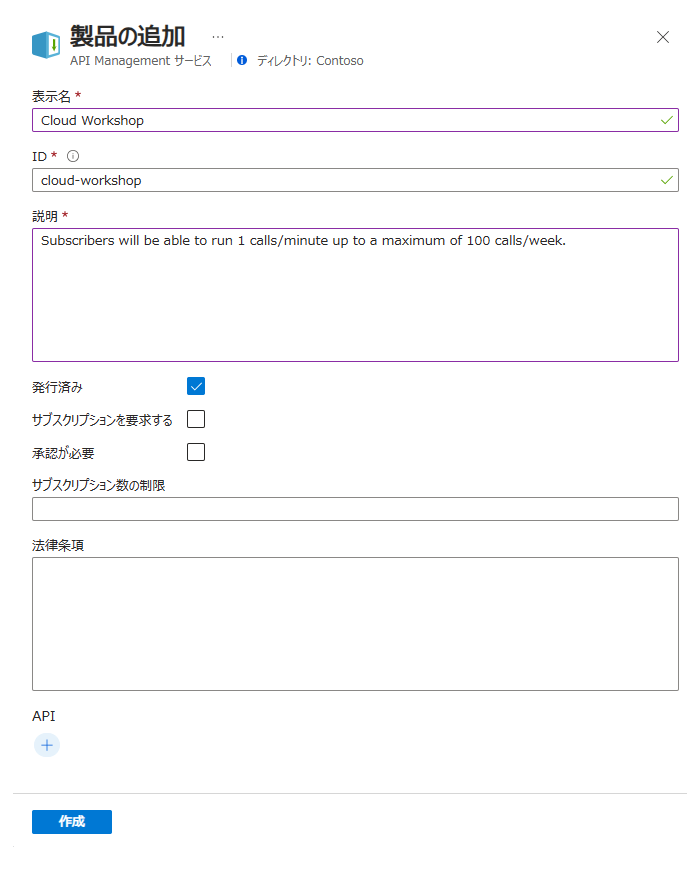 製品の追加 …
API Management サービス ディレクトリ: Contoso
表示名 *
Cloud Workshop
ID *
cloud-workshop
説明 *
Subscribers will be able to run 1 calls/minute up to a maximum of 100 calls/week.
発行済み
サブスクリプションを要求する
承認が必要
サブスクリプション数の制限
法律条項
API
作成